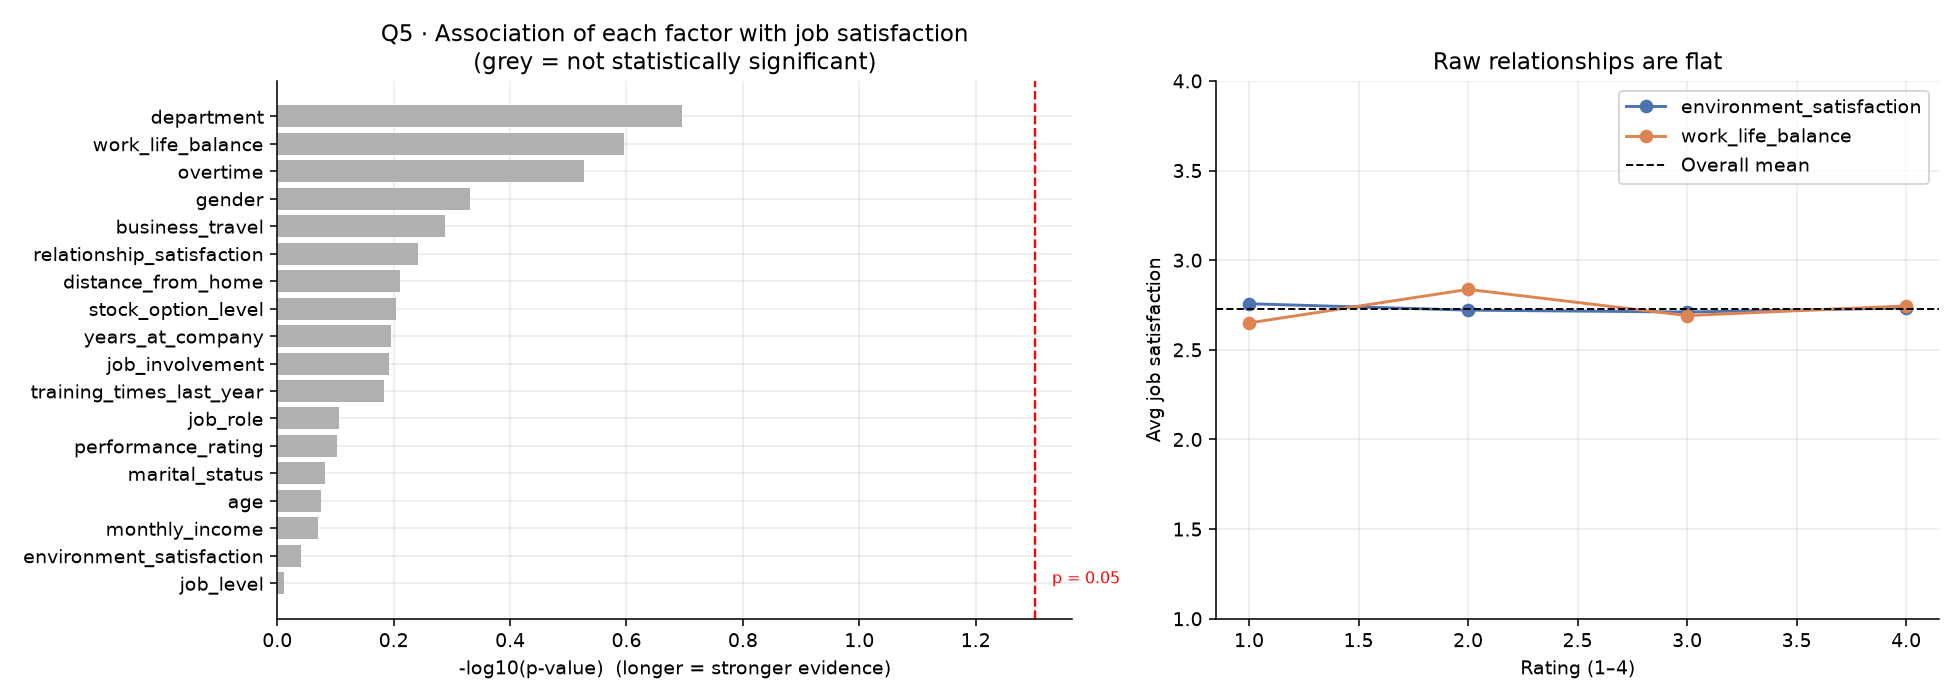 Q5 · Association of each factor with job satisfaction
(grey = not statistically significant)
department
work_life_balance
overtime
gender
business_travel
relationship_satisfaction
distance_from_home
stock_option_level
years_at_company
job_involvement
training_times_last_year
job_role
performance_rating
marital_status
age
monthly_income
environment_satisfaction
job_level
p = 0.05
0.0 0.2 0.4 0.6 0.8 1.0 1.2
-log10(p-value)  (longer = stronger evidence)
Raw relationships are flat
environment_satisfaction
work_life_balance
Overall mean
Avg job satisfaction
4.0
3.5
3.0
2.5
2.0
1.5
1.0
1.0 1.5 2.0 2.5 3.0 3.5 4.0
Rating (1–4)